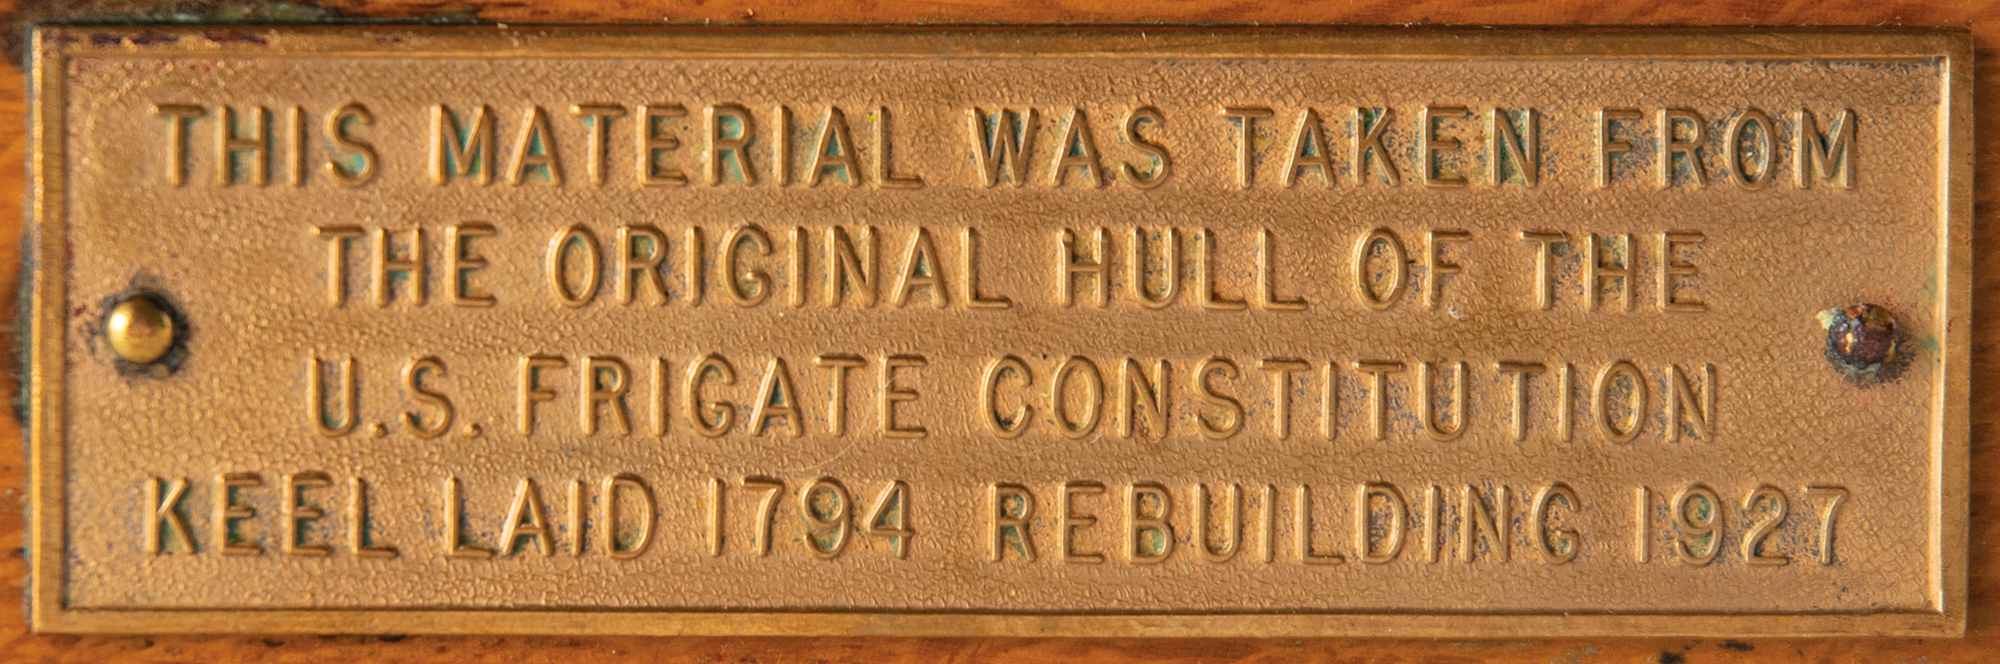 THIS MATERIAL WAS TAKEN FROM
THE ORIGINAL HULL OF THE
U.S. FRIGATE CONSTITUTION
KEEL LAID 1794 REBUILDING 1927